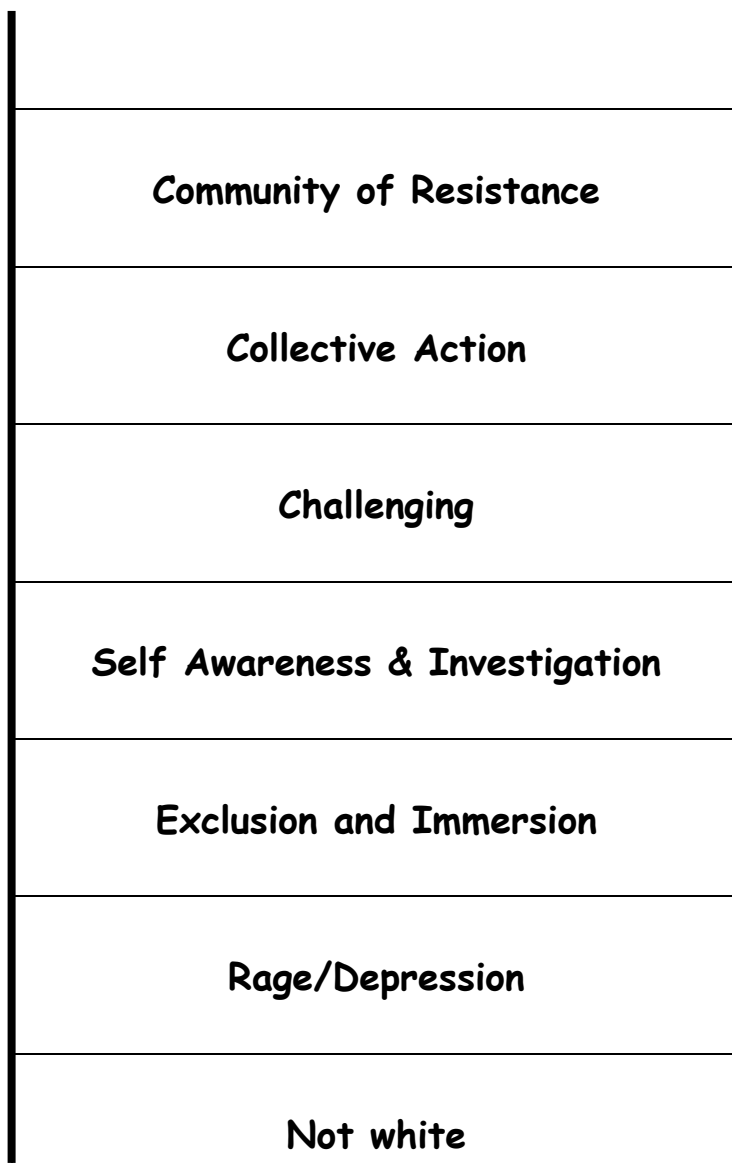 Community of Resistance
Collective Action
Challenging
Self Awareness & Investigation
Exclusion and Immersion
Rage/Depression
Not white